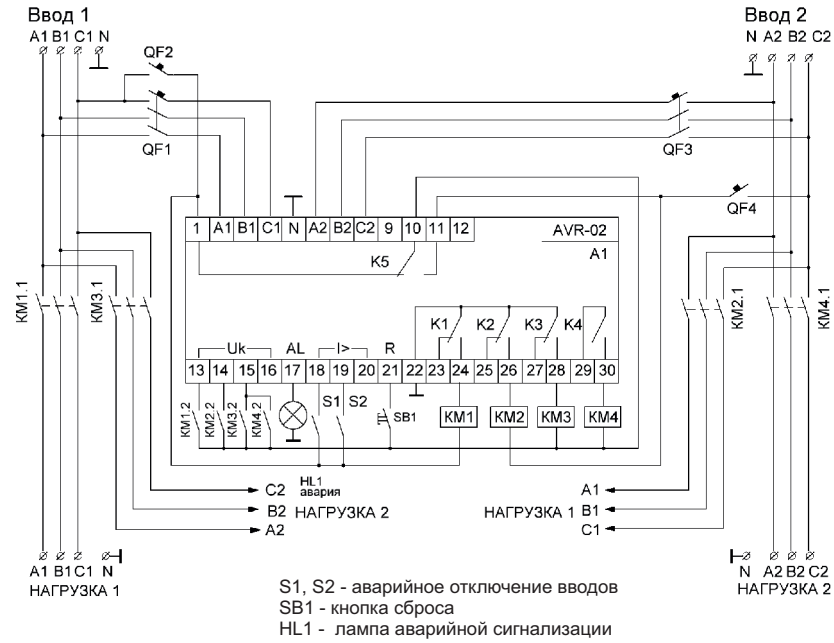 Ввод 1
Ввод 2
A1 B1 C1 N
N A2 B2 C2
QF2
QF1
QF3
QF4
1 A1 B1 C1 N A2 B2 C2 9 10 11 12
AVR-02
A1
K5
KM1.1
KM3.1
KM2.1
KM4.1
K1 K2 K3 K4
Uk AL I> R
13 14 15 16 17 18 19 20 21 22 23 24 25 26 27 28 29 30
KM1.2
KM2.2
KM3.2
KM4.2
S1 S2
SB1
KM1 KM2 KM3 KM4
HL1
авария
C2
B2 НАГРУЗКА 2
A2
A1
НАГРУЗКА 1 B1
C1
A1 B1 C1 N
НАГРУЗКА 1
N A2 B2 C2
НАГРУЗКА 2
S1, S2 - аварийное отключение вводов
SB1 - кнопка сброса
HL1 - лампа аварийной сигнализации